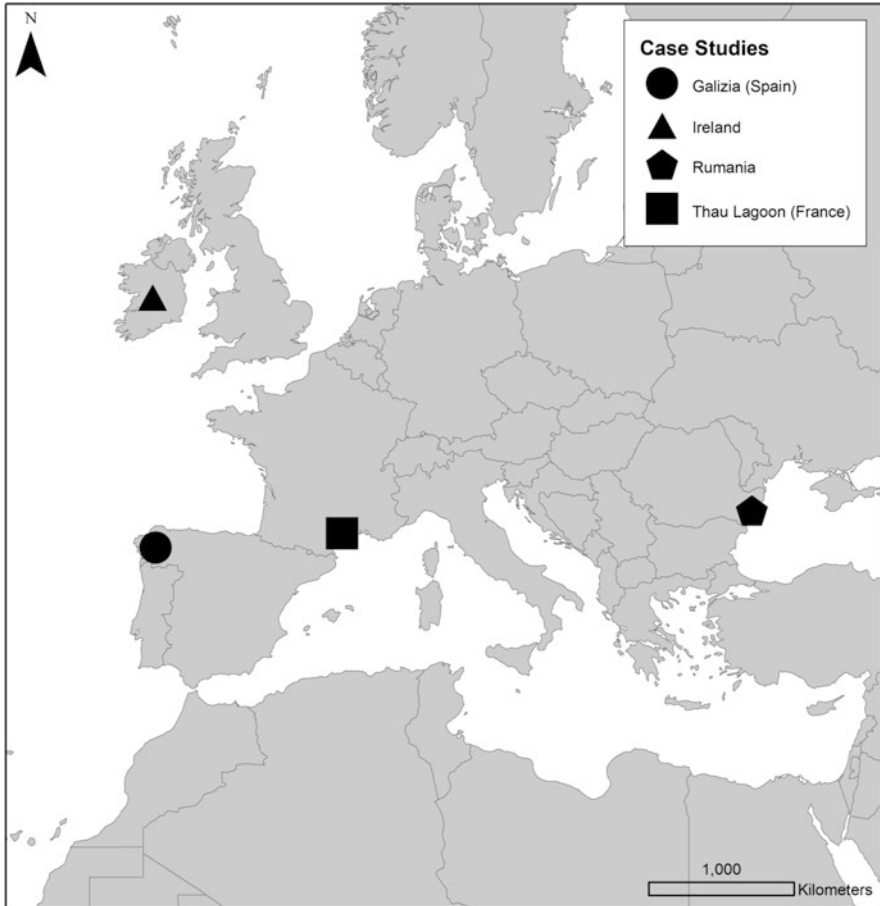 N
Case Studies
Galizia (Spain)
Ireland
Rumania
Thau Lagoon (France)
1,000
Kilometers